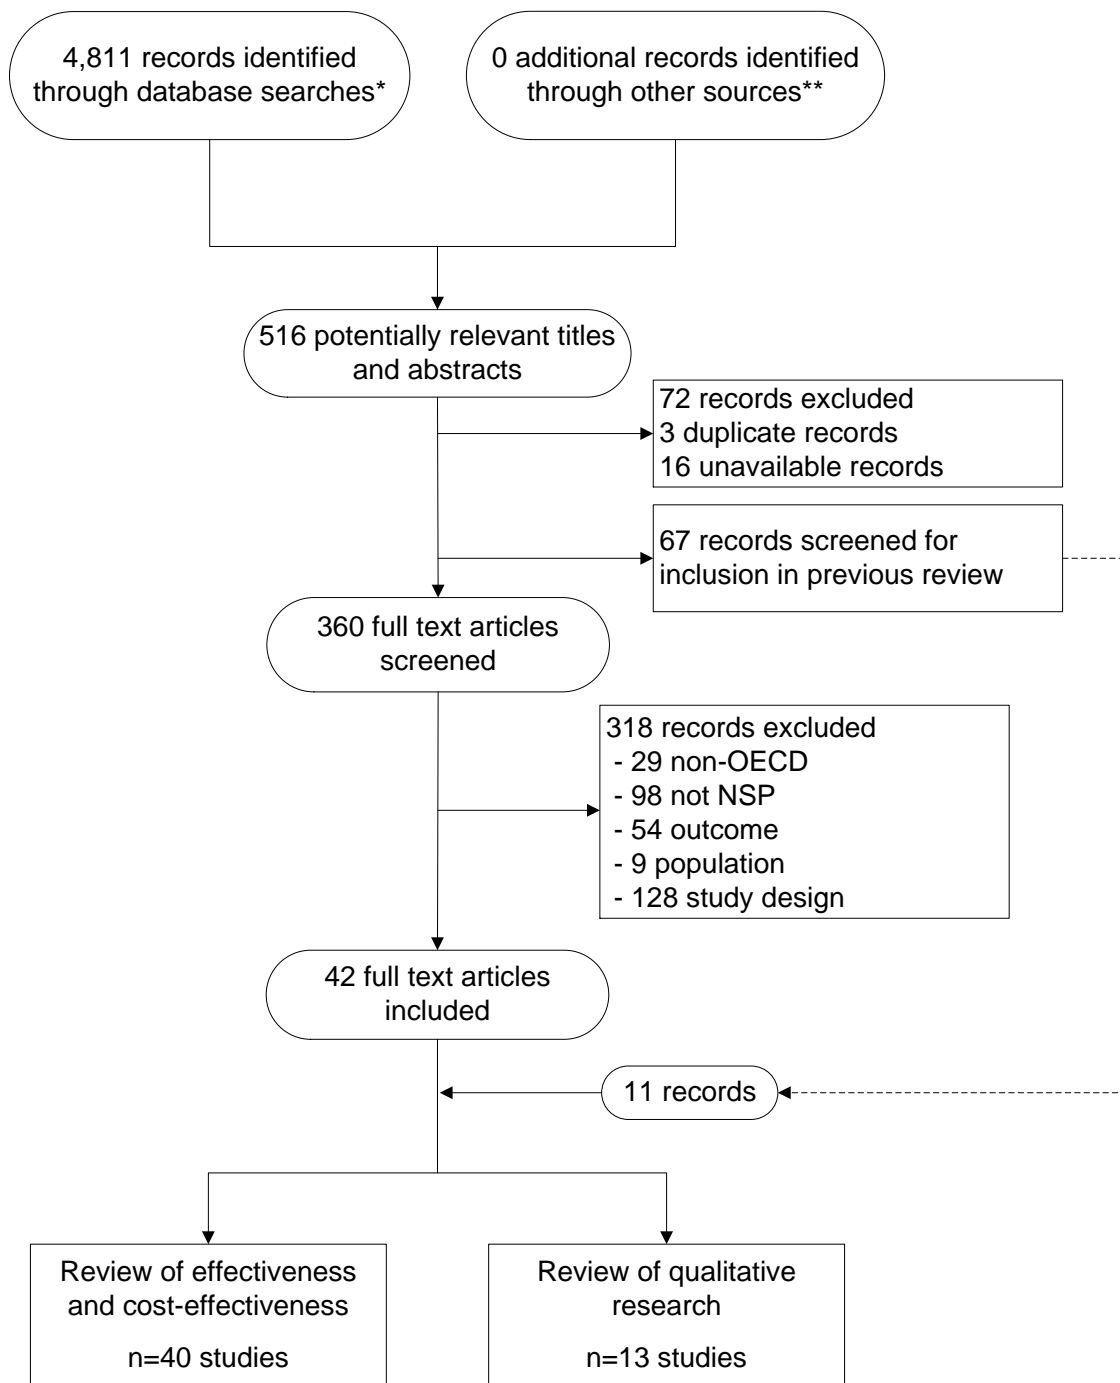 4,811 records identified
through database searches*
0 additional records identified
through other sources**
516 potentially relevant titles
and abstracts
72 records excluded
3 duplicate records
16 unavailable records
67 records screened for
inclusion in previous review
360 full text articles
screened
318 records excluded
- 29 non-OECD
- 98 not NSP
- 54 outcome
- 9 population
- 128 study design
42 full text articles
included
11 records
Review of effectiveness
and cost-effectiveness
n=40 studies
Review of qualitative
research
n=13 studies